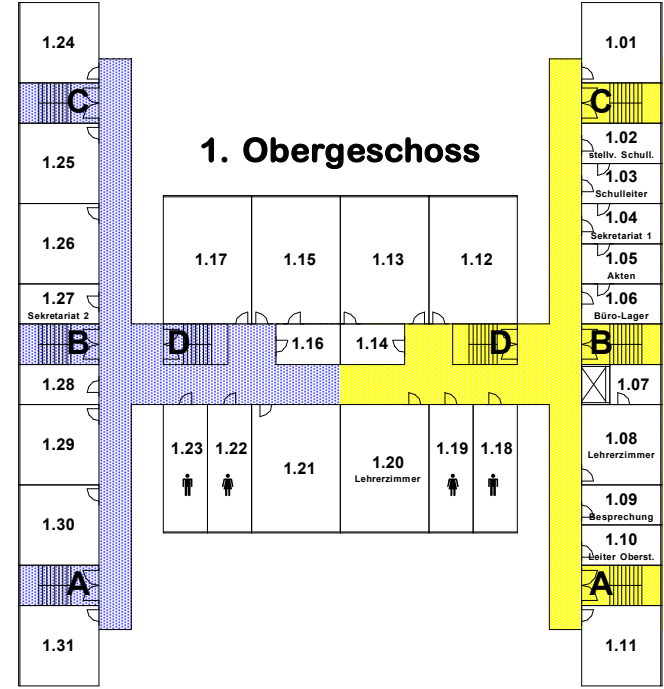 1. Obergeschoss
1.24
C
1.25
1.26
1.27
Sekretariat 2
B
1.28
1.29
1.30
A
1.31
1.17
1.15
1.13
1.12
D
1.16
1.14
D
1.23
1.22
1.21
1.20
Lehrerzimmer
1.19
1.18
1.01
C
1.02
stellv. Schull.
1.03
Schulleiter
1.04
Sekretariat 1
1.05
Akten
1.06
Büro-Lager
B
1.07
1.08
Lehrerzimmer
1.09
Besprechung
1.10
Leiter Oberst.
A
1.11